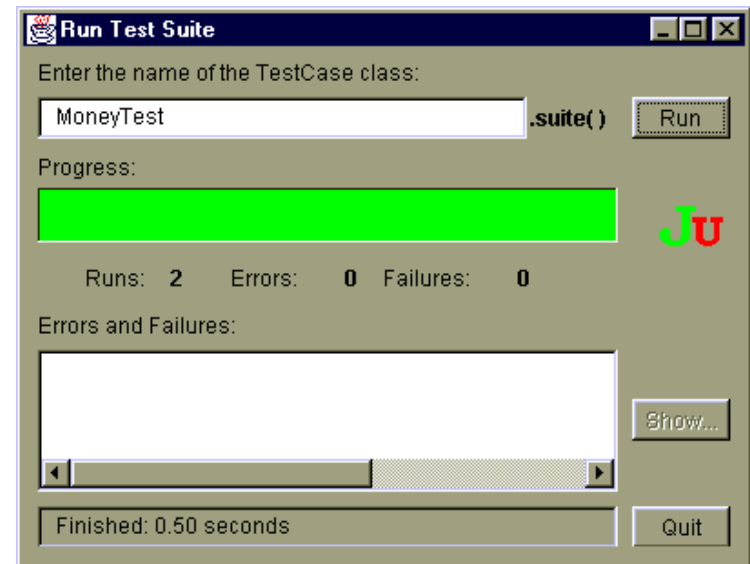 Run Test Suite
Enter the name of the TestCase class:
MoneyTest .suite( ) Run
Progress:
JU
Runs: 2 Errors: 0 Failures: 0
Errors and Failures:
Show...
Finished: 0.50 seconds Quit